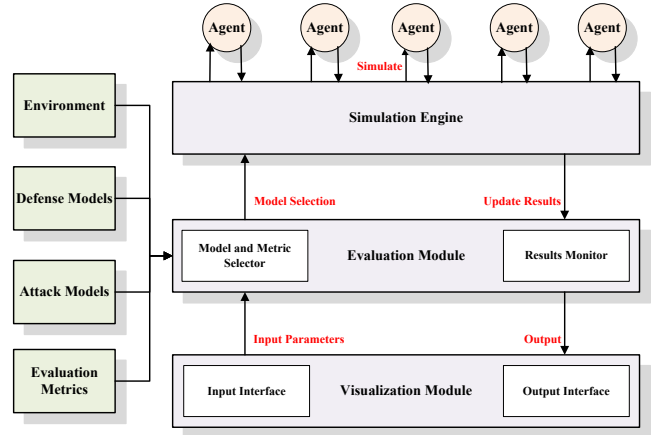 Agent Agent Agent Agent Agent
Simulate
Simulation Engine
Environment
Defense Models
Attack Models
Evaluation
Metrics
Model Selection
Update Results
Model and Metric
Selector
Evaluation Module
Results Monitor
Input Parameters
Output
Input Interface
Visualization Module
Output Interface